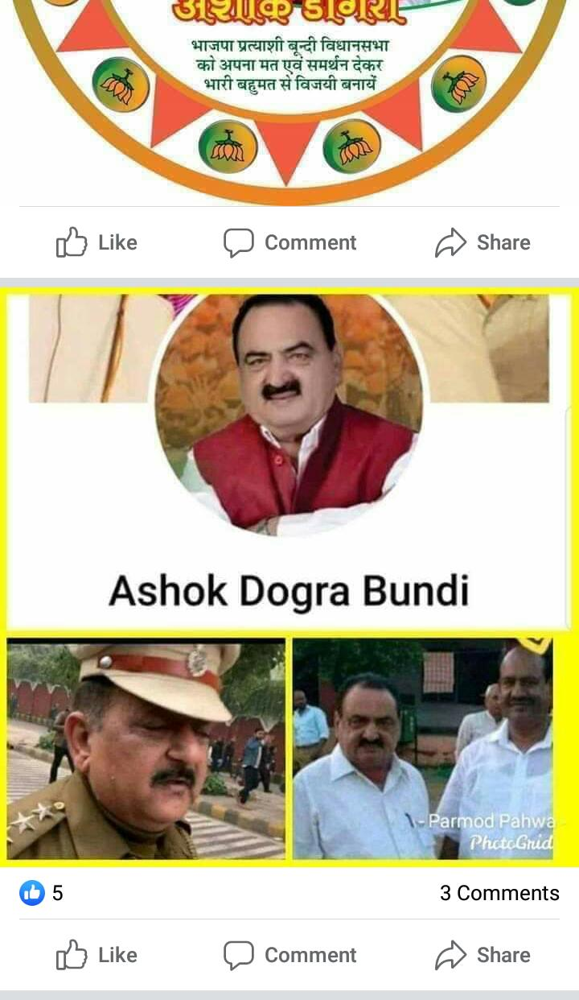 अशोक डोगरा
भाजपा प्रत्याशी बून्दी विधानसभा
को अपना मत एवं समर्थन देकर
भारी बहुमत से विजयी बनायें
Like
Comment
Share
Ashok Dogra Bundi
- Parmod Pahwa -
PhotoGrid
5
3 Comments
Like
Comment
Share